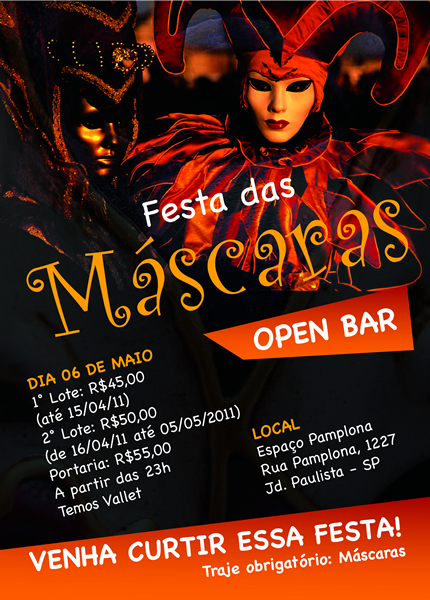 Festa das
Máscaras
OPEN BAR
DIA 06 DE MAIO
1° Lote: R$45,00
(até 15/04/11)
2° Lote: R$50,00
(de 16/04/11 até 05/05/2011)
Portaria: R$55,00
A partir das 23h
Temos Vallet
LOCAL
Espaço Pamplona
Rua Pamplona, 1227
Jd. Paulista - SP
VENHA CURTIR ESSA FESTA!
Traje obrigatório: Máscaras